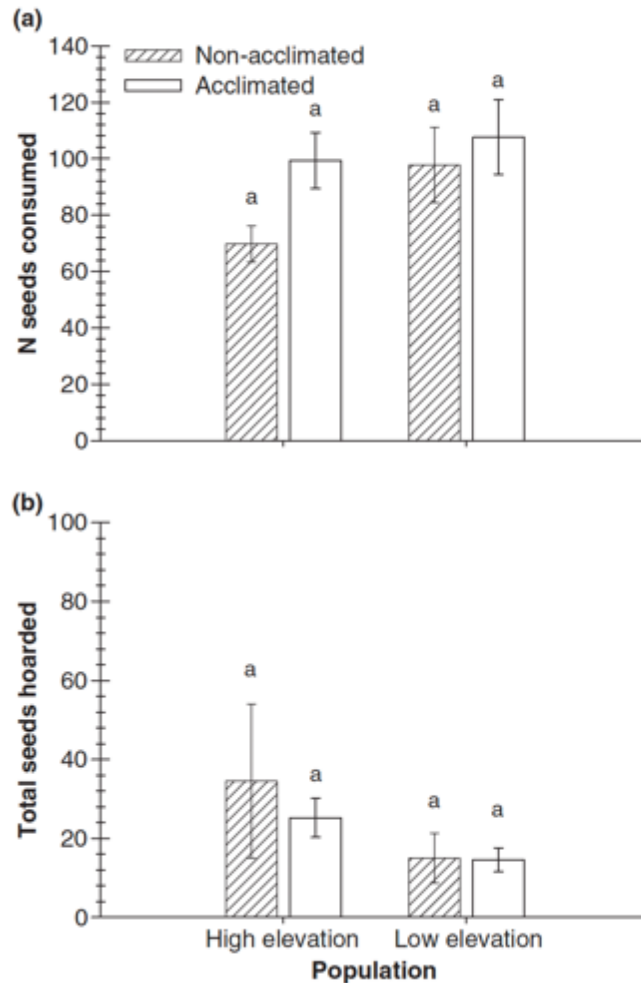 (a)
140
120
100
80
60
40
20
0
N seeds consumed
Non-acclimated
Acclimated
a
a
a
a
(b)
100
80
60
40
20
0
Total seeds hoarded
a
a
a
a
High elevation
Low elevation
Population